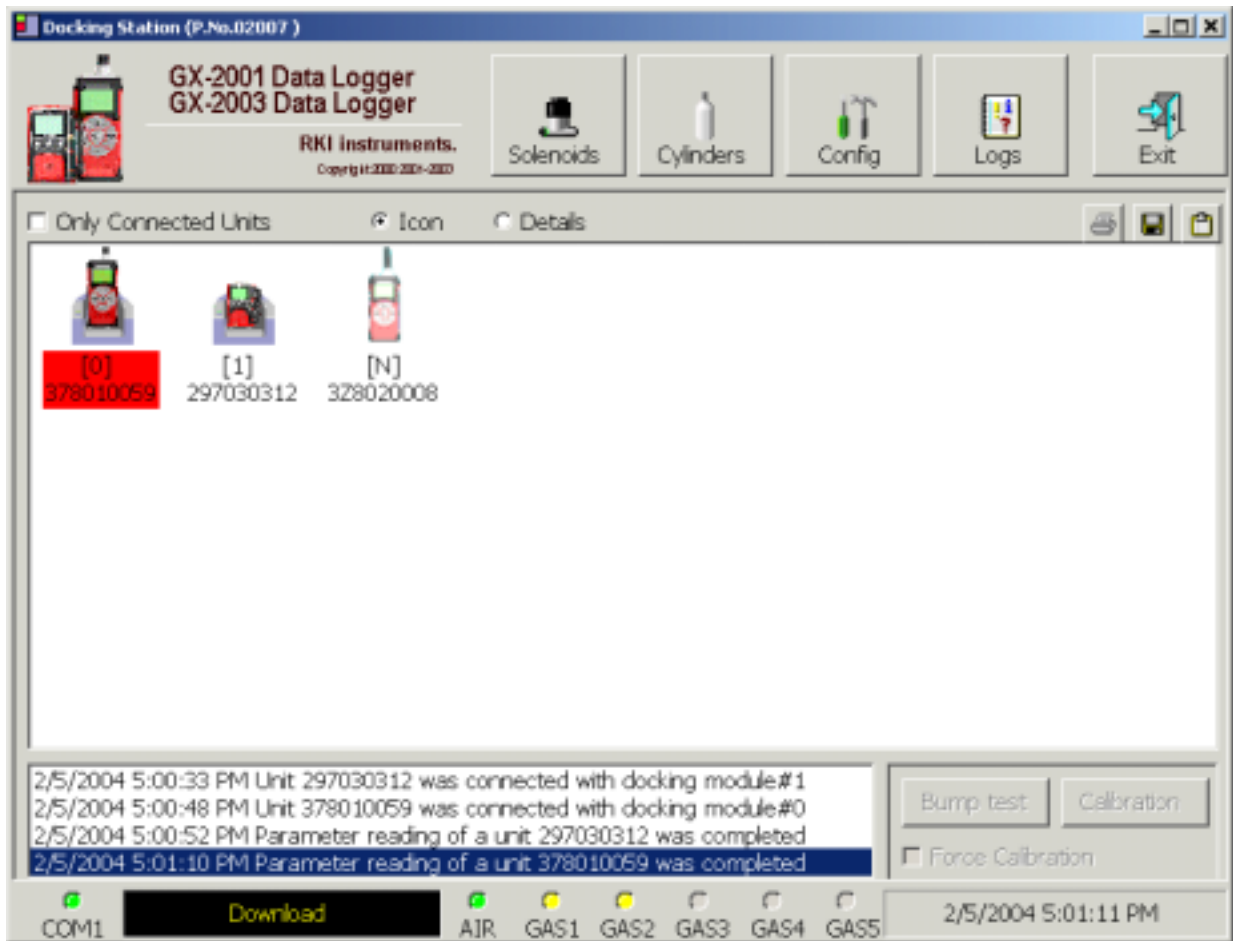 Docking Station (P.No.02007 )
GX-2001 Data Logger
GX-2003 Data Logger
RKI instruments.
Copyright 2000 2001-2003
Solenoids
Cylinders
Config
Logs
Exit
Only Connected Units
Icon
Details
[0]
378010059
[1]
297030312
[N]
3Z8020008
2/5/2004 5:00:33 PM Unit 297030312 was connected with docking module#1
2/5/2004 5:00:48 PM Unit 378010059 was connected with docking module#0
2/5/2004 5:00:52 PM Parameter reading of a unit 297030312 was completed
2/5/2004 5:01:10 PM Parameter reading of a unit 378010059 was completed
Bump test
Calibration
Force Calibration
COM1
Download
AIR
GAS1
GAS2
GAS3
GAS4
GAS5
2/5/2004 5:01:11 PM